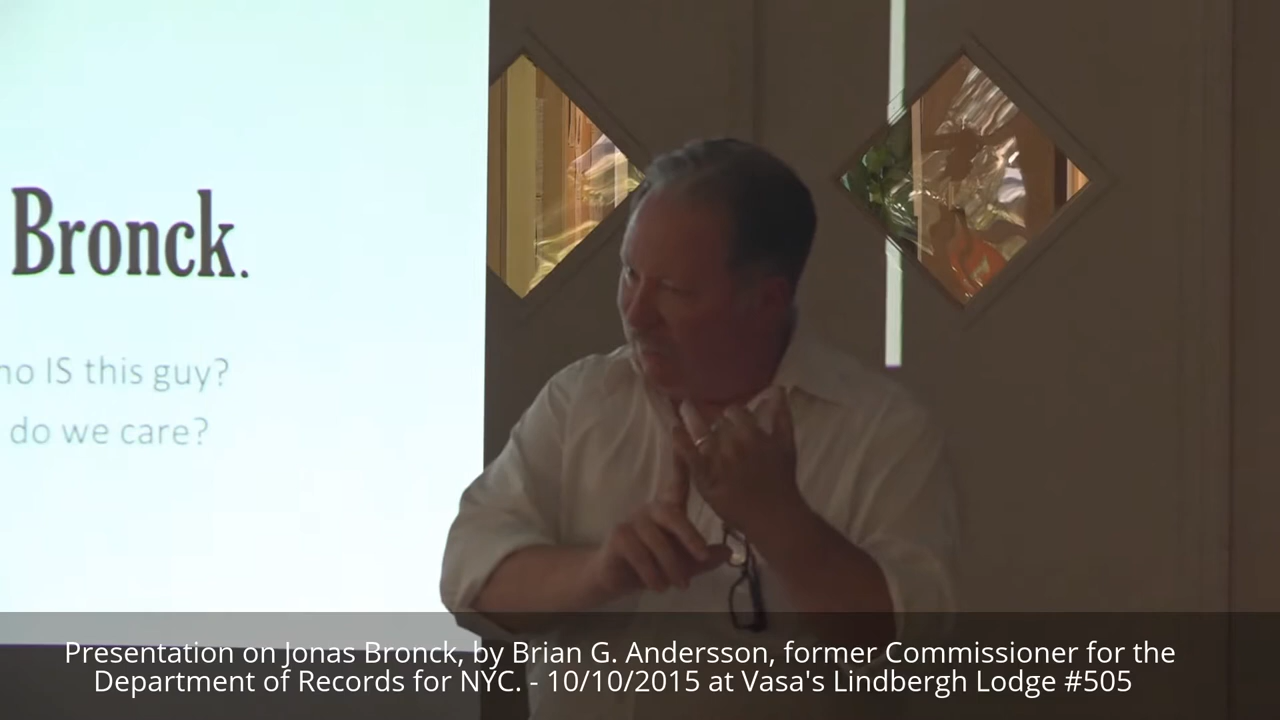 Bronck.
IS this guy?
do we care?
Presentation on Jonas Bronck, by Brian G. Andersson, former Commissioner for the
Department of Records for NYC. - 10/10/2015 at Vasa's Lindbergh Lodge #505